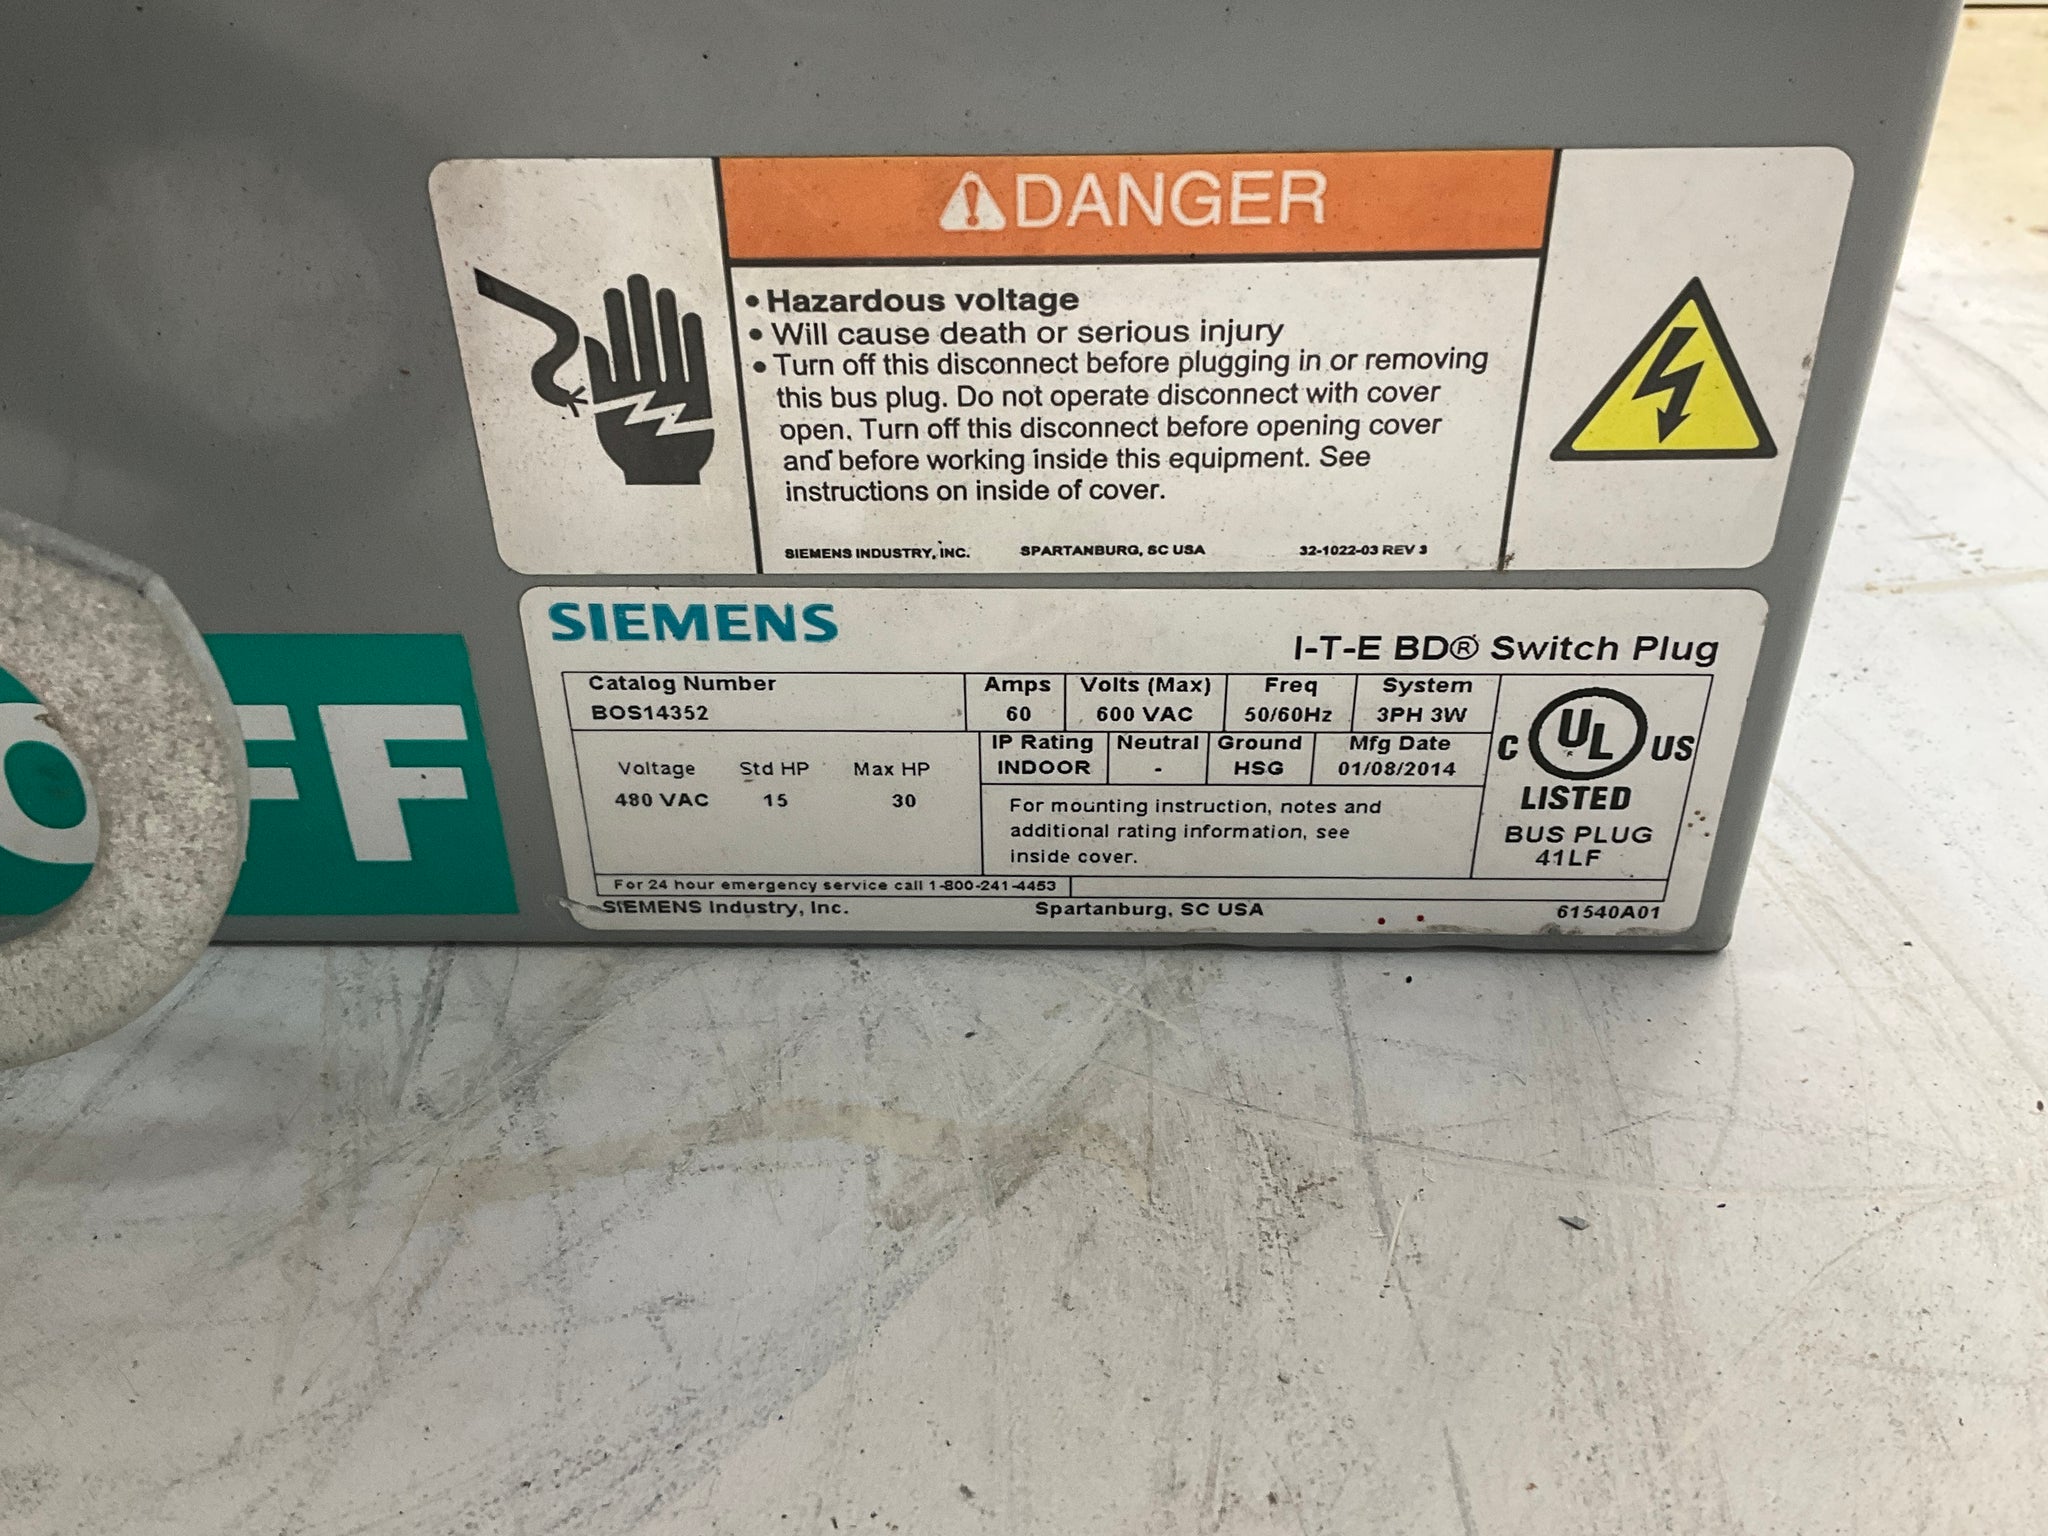 DANGER
• Hazardous voltage
• Will cause death or serious injury
• Turn off this disconnect before plugging in or removing
this bus plug. Do not operate disconnect with cover
open. Turn off this disconnect before opening cover
and before working inside this equipment. See
instructions on inside of cover.
SIEMENS INDUSTRY, INC. SPARTANBURG, SC USA 32-1022-03 REV 3
OFF
SIEMENS
I-T-E BD® Switch Plug
Catalog Number Amps Volts (Max) Freq System
BOS14352 60 600 VAC 50/60Hz 3PH 3W
IP Rating Neutral Ground Mfg Date
INDOOR - HSG 01/08/2014
Voltage Std HP Max HP
480 VAC 15 30
For mounting instruction, notes and
additional rating information, see
inside cover.
C UL US
LISTED
BUS PLUG
41LF
For 24 hour emergency service call 1-800-241-4453
SIEMENS Industry, Inc. Spartanburg, SC USA 61540A01